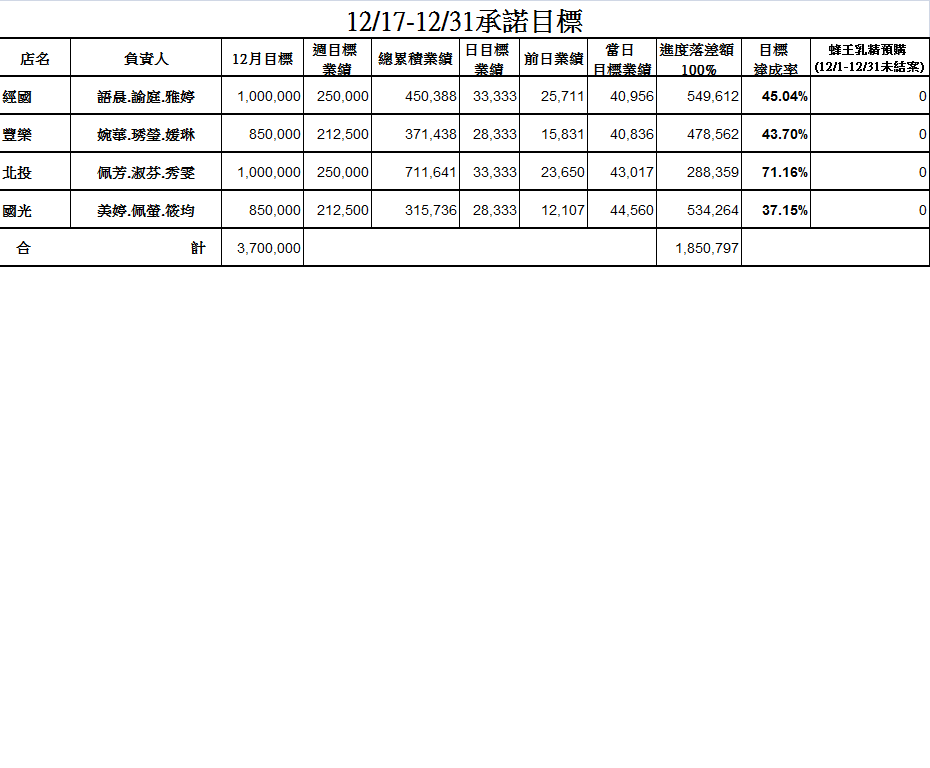 12/17-12/31承諾目標
店名 負責人 12月目標 週目標業績 總累積業績 日目標業績 前日業績 當日目標業績 進度落差額100% 目標達成率 蜂王乳精預購(12/1-12/31未結案)
經國 語晨.諭庭.雅婷 1,000,000 250,000 450,388 33,333 25,711 40,956 549,612 45.04% 0
豐樂 婉華.琇瑩.媛琳 850,000 212,500 371,438 28,333 15,831 40,836 478,562 43.70% 0
北投 佩芳.淑芬.秀雯 1,000,000 250,000 711,641 33,333 23,650 43,017 288,359 71.16% 0
國光 美婷.佩螢.筱均 850,000 212,500 315,736 28,333 12,107 44,560 534,264 37.15% 0
合計 3,700,000 1,850,797